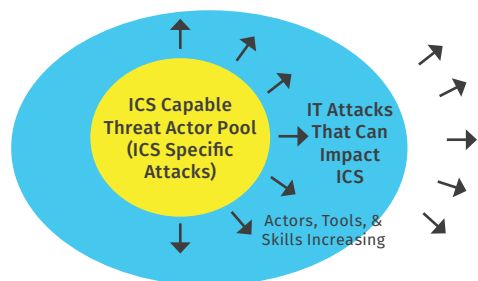 ICS Capable
Threat Actor Pool
(ICS Specific
Attacks)
IT Attacks
That Can
Impact
ICS
Actors, Tools, &
Skills Increasing